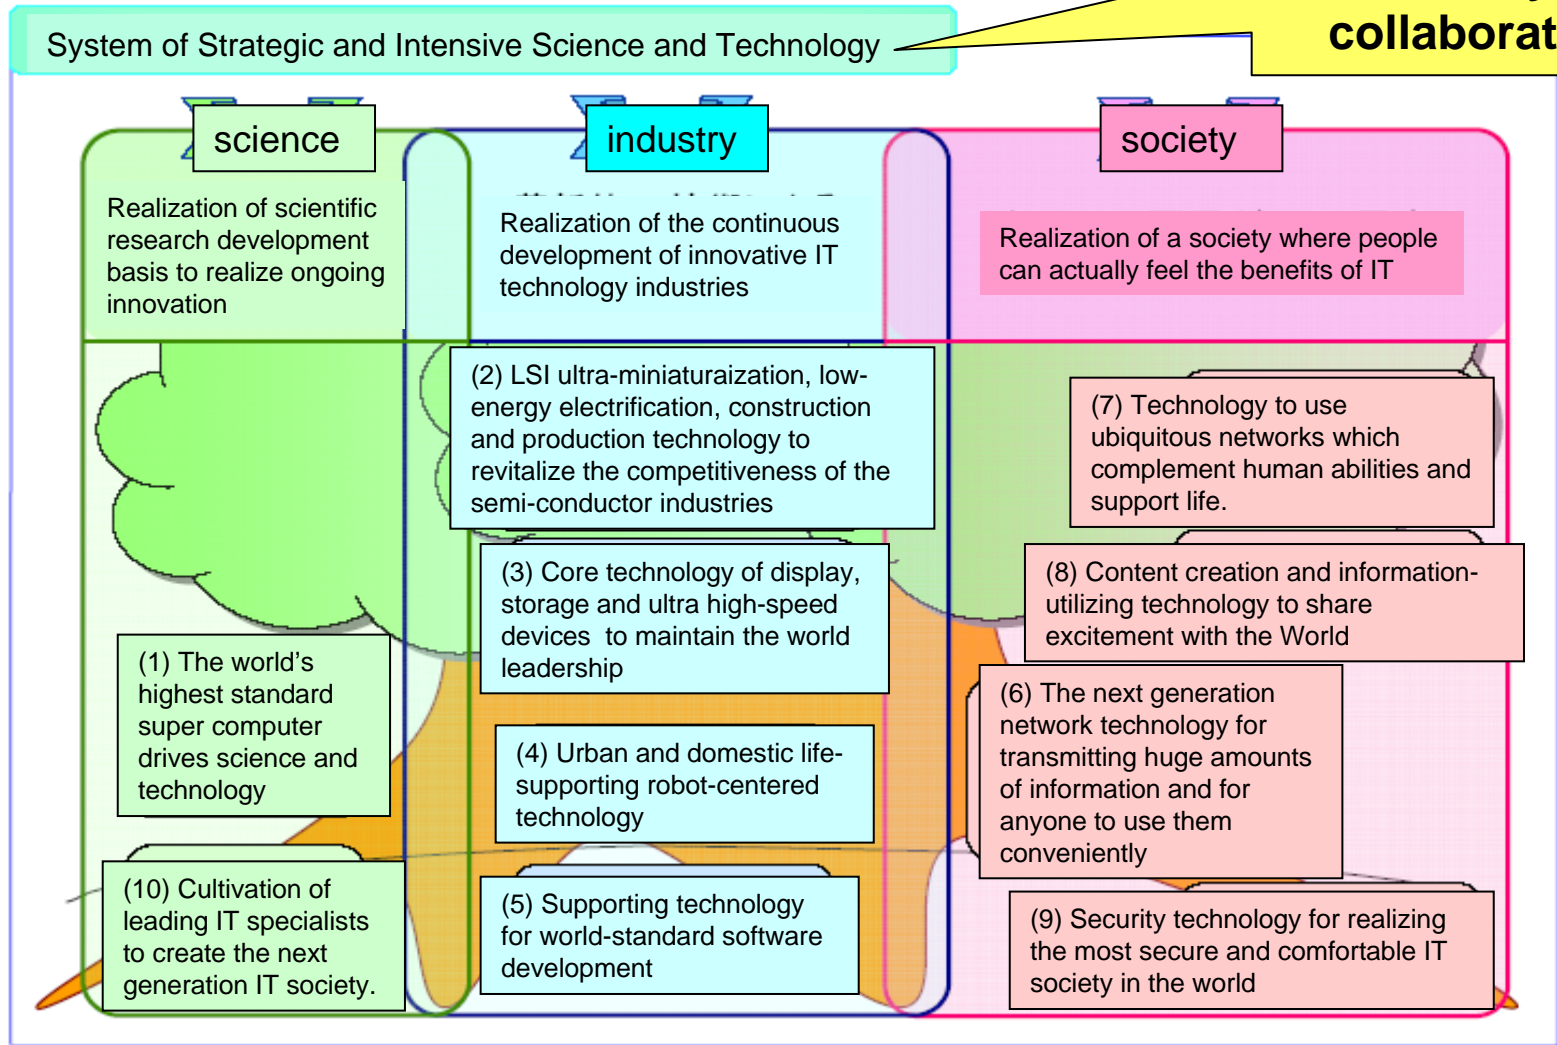 System of Strategic and Intensive Science and Technology
science
Realization of scientific
research development
basis to realize ongoing
innovation
(1) The world's
highest standard
super computer
drives science and
technology
(10) Cultivation of
leading IT specialists
to create the next
generation IT society.
industry
Realization of the continuous
development of innovative IT
technology industries
(2) LSI ultra-miniaturaization, low-
energy electrification, construction
and production technology to
revitalize the competitiveness of the
semi-conductor industries
(3) Core technology of display,
storage and ultra high-speed
devices to maintain the world
leadership
(4) Urban and domestic life-
supporting robot-centered
technology
(5) Supporting technology
for world-standard software
development
society
Realization of a society where people
can actually feel the benefits of IT
(7) Technology to use
ubiquitous networks which
complement human abilities and
support life.
(8) Content creation and information-
utilizing technology to share
excitement with the World
(6) The next generation
network technology for
transmitting huge amounts
of information and for
anyone to use them
conveniently
(9) Security technology for realizing
the most secure and comfortable IT
society in the world